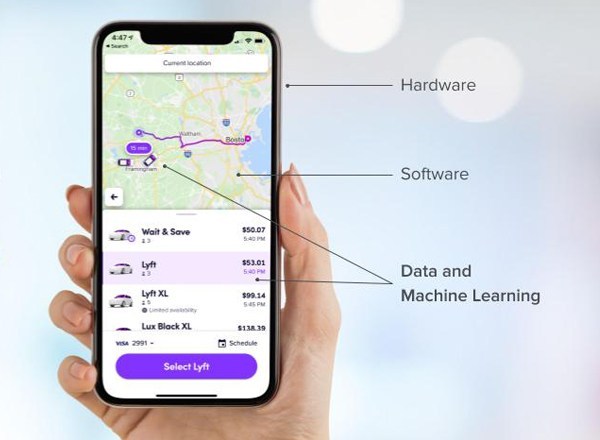 4:47
Search
Current location
Waltham
Bosto
15 min
Framingham
Wait & Save
$50.07
3
5:40 PM
Lyft
$53.01
3
5:40 PM
Lyft XL
$99.14
5
5:45 PM
Limited availability
Lux Black XL
$138.39
VISA 2991
Schedule
Select Lyft
Hardware
Software
Data and
Machine Learning